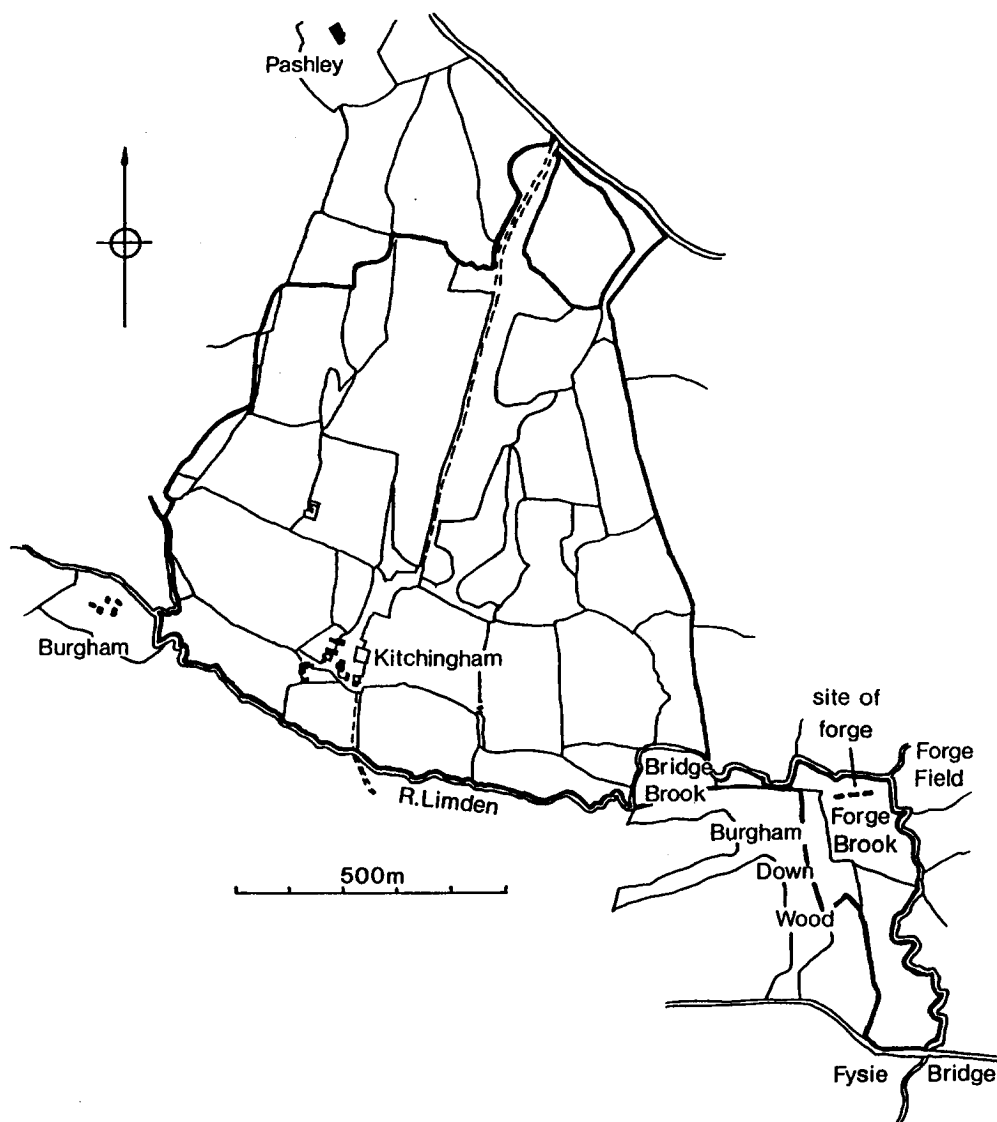 Pashley
Burgham
Kitchingham
site of
forge
Forge
Field
Bridge
Brook
R.Limden
Forge
Brook
Burgham
Down
Wood
500m
Fysie Bridge